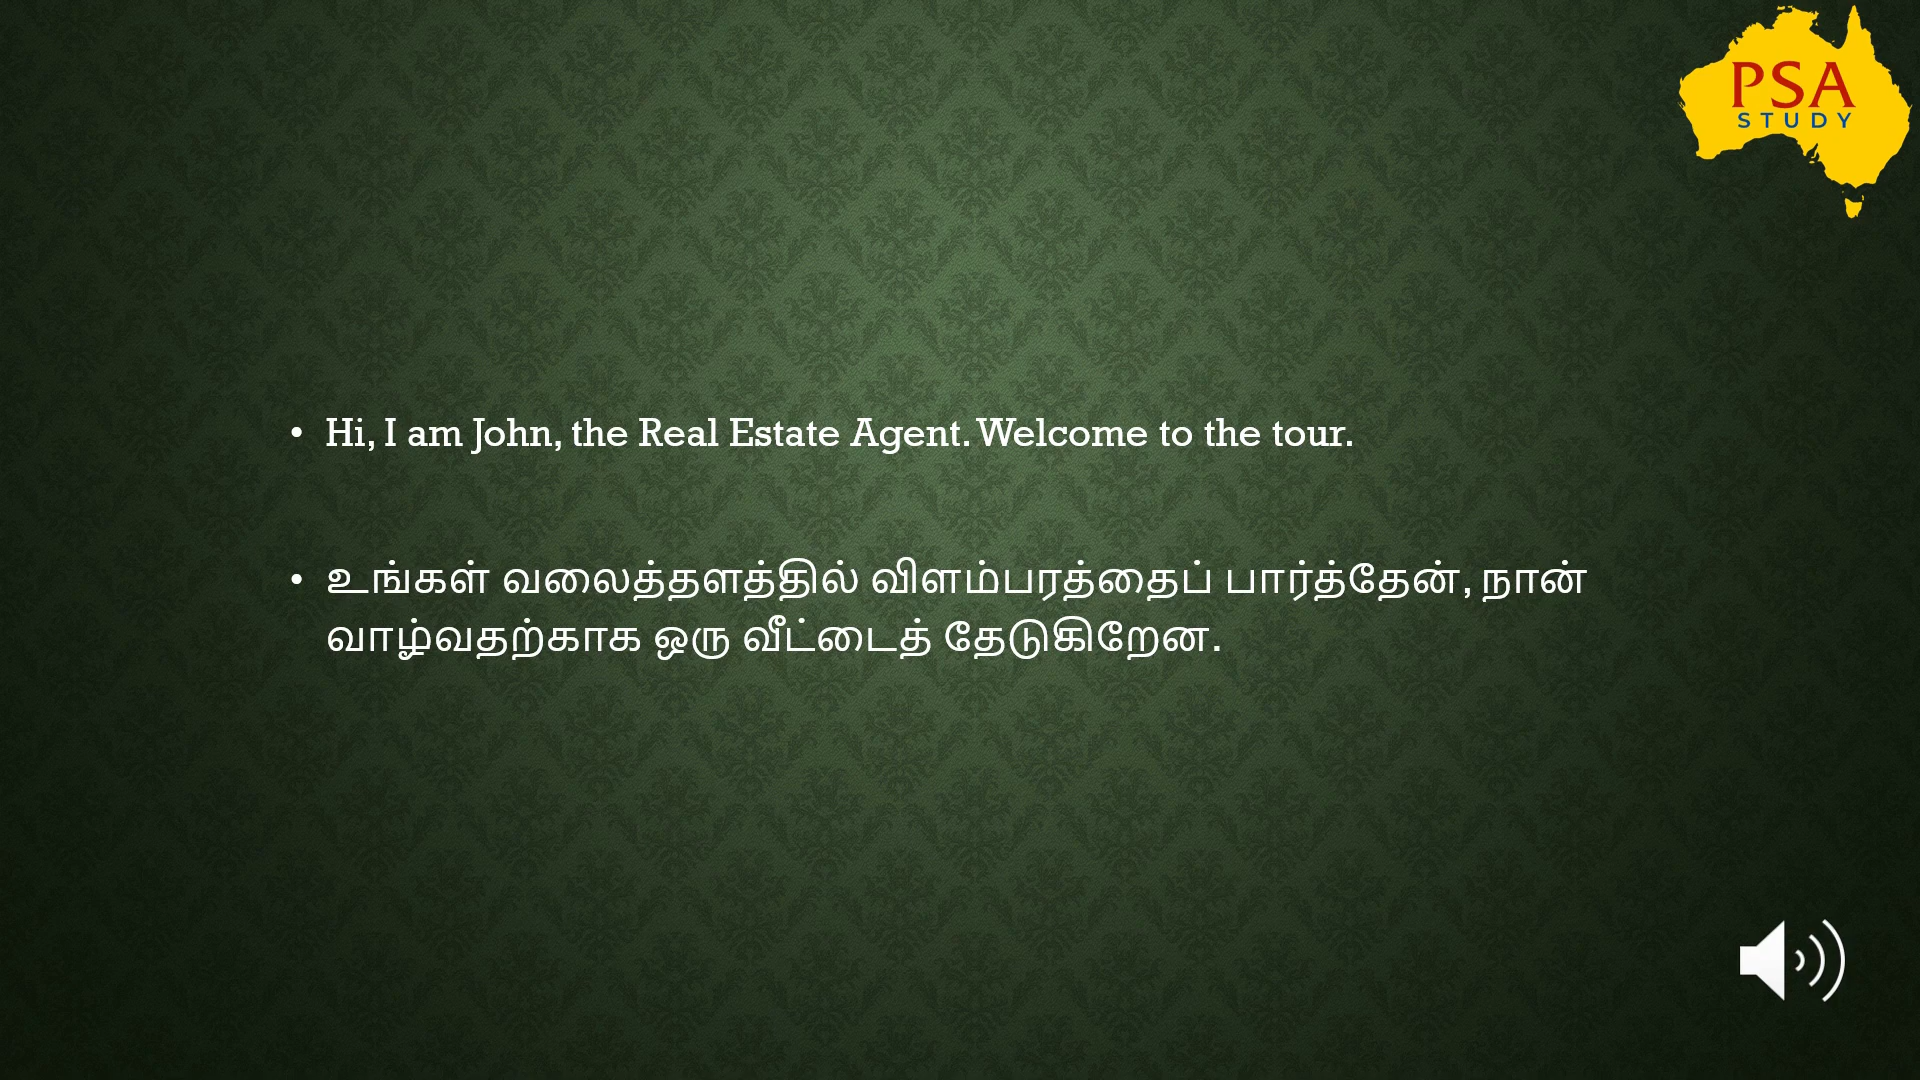 PSA
STUDY
• Hi, I am John, the Real Estate Agent. Welcome to the tour.
• உங்கள் வலைத்தளத்தில் விளம்பரத்தைப் பார்த்தேன், நான்
வாழ்வதற்காக ஒரு வீட்டைத் தேடுகிறேன.